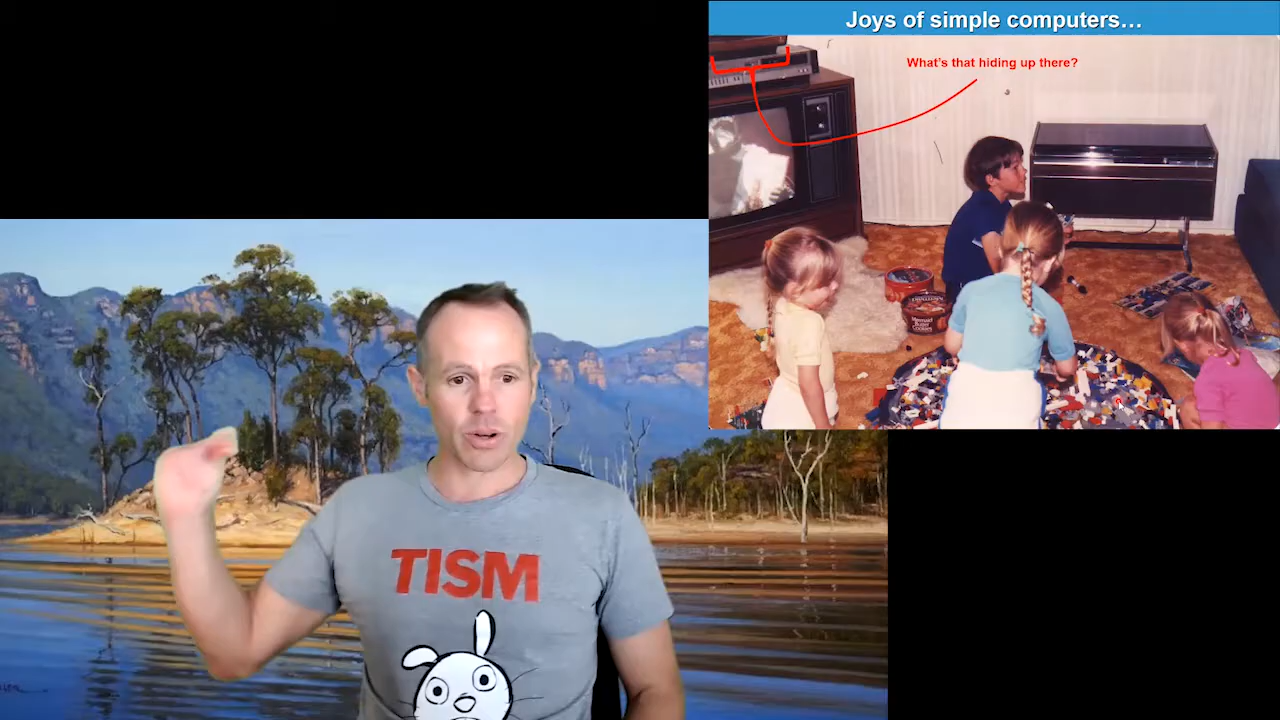 Joys of simple computers…
What's that hiding up there?
TISM